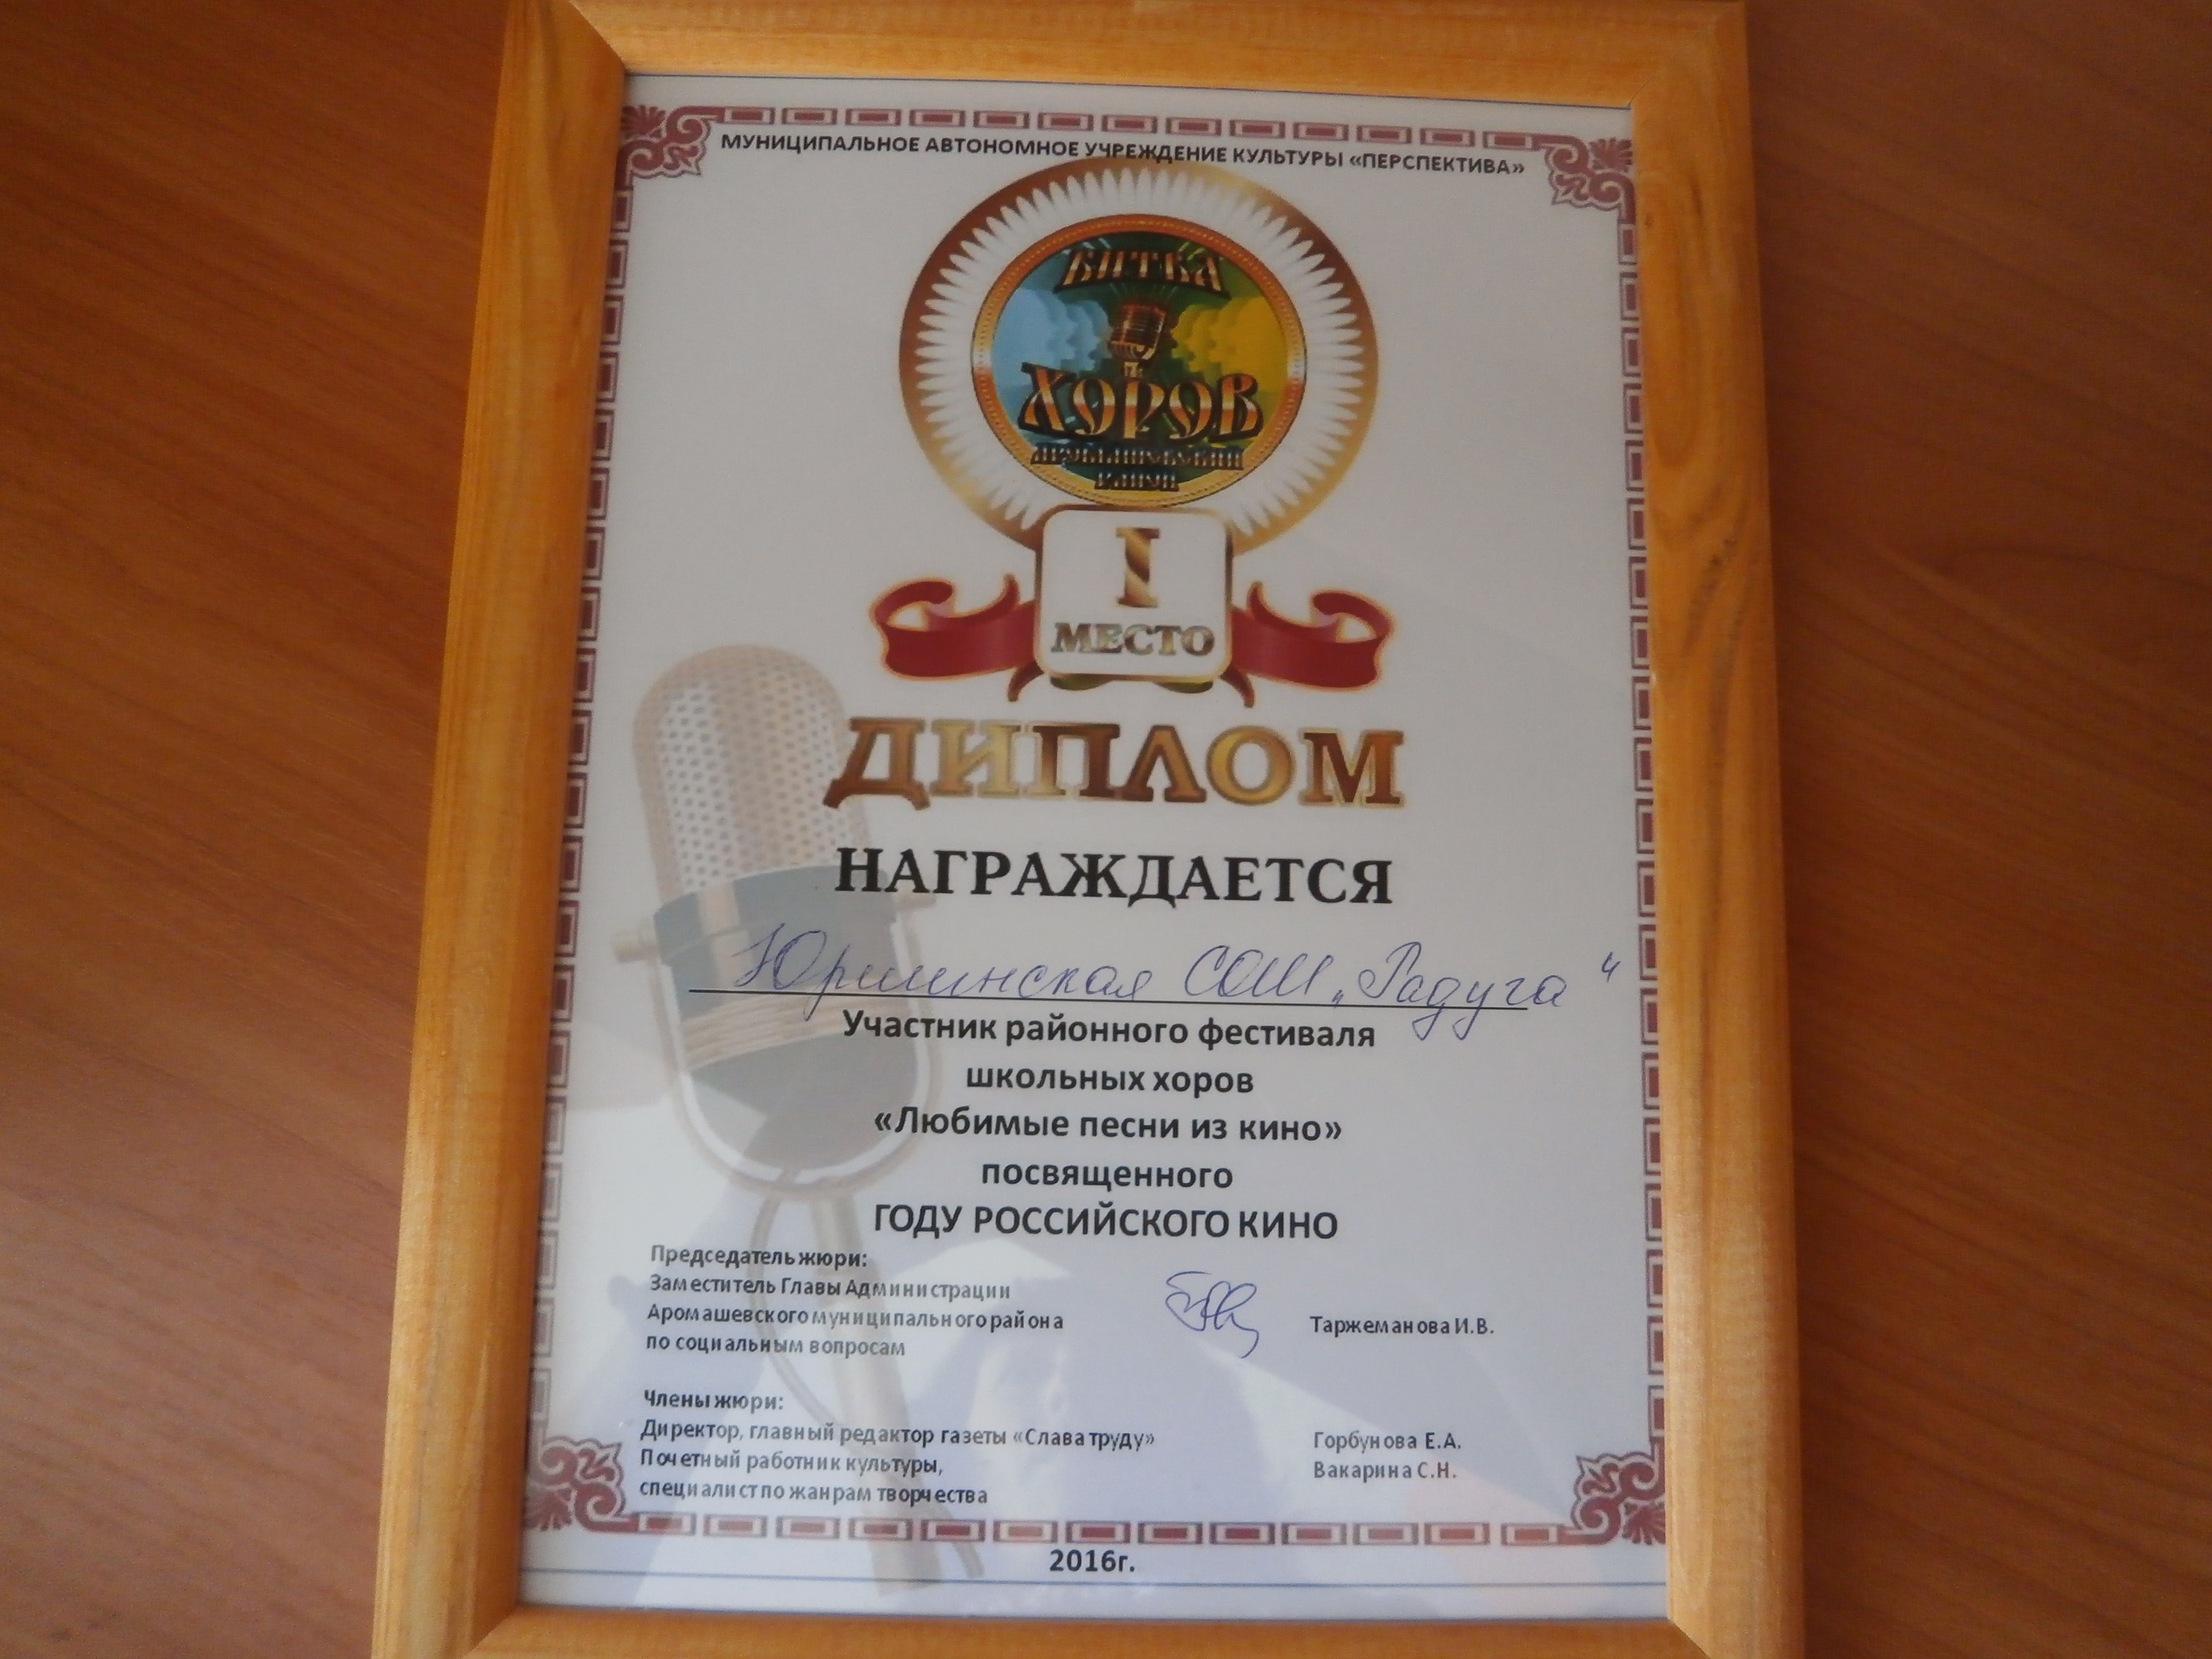 МУНИЦИПАЛЬНОЕ АВТОНОМНОЕ УЧРЕЖДЕНИЕ КУЛЬТУРЫ «ПЕРСПЕКТИВА»
БИТВА
ХОРОВ
АРОМАШЕВСКИЙ
РАЙОН
I
МЕСТО
ДИПЛОМ
НАГРАЖДАЕТСЯ
Юрминская СОШ „Радуга“
Участник районного фестиваля
школьных хоров
«Любимые песни из кино»
посвященного
ГОДУ РОССИЙСКОГО КИНО
Председатель жюри:
Заместитель Главы Администрации
Аромашевского муниципального района
по социальным вопросам
Таржеманова И.В.
Члены жюри:
Директор, главный редактор газеты «Слава труду» Горбунова Е.А.
Почетный работник культуры, Вакарина С.Н.
специалист по жанрам творчества
2016г.